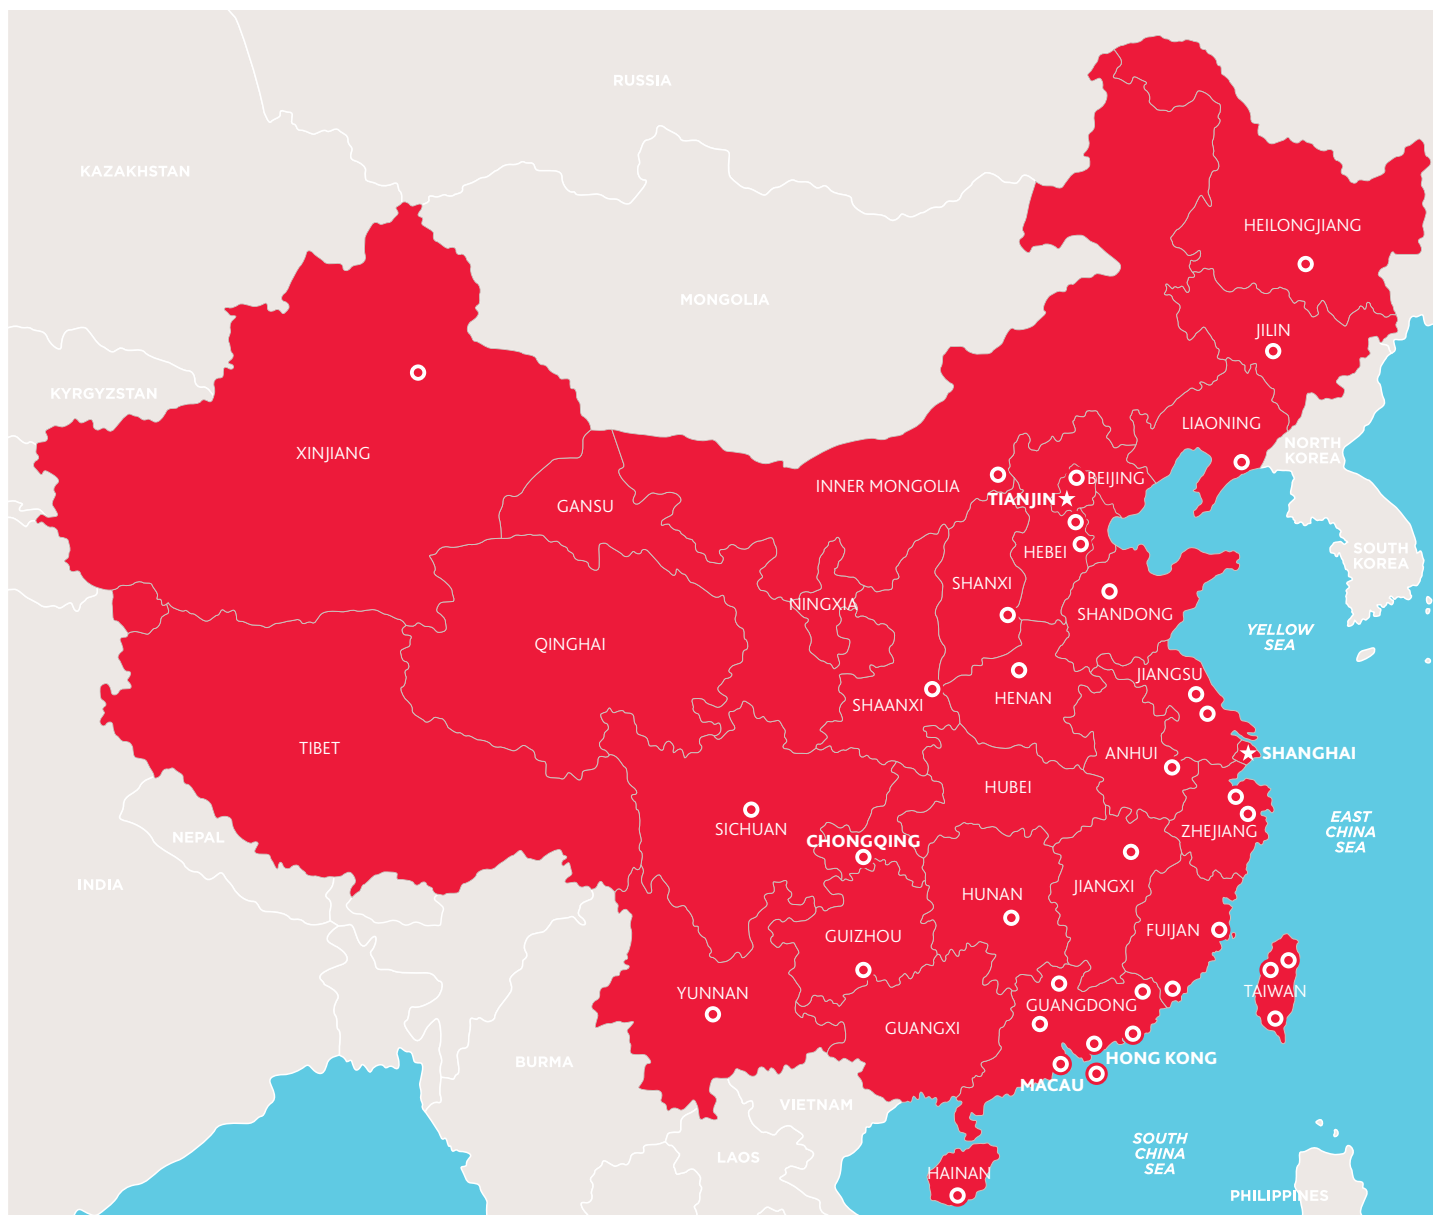 RUSSIA
KAZAKHSTAN
HEILONGJIANG
MONGOLIA
JILIN
KYRGYZSTAN
LIAONING
NORTH
KOREA
XINJIANG
INNER MONGOLIA
BEIJING
TIANJIN
GANSU
HEBEI
SOUTH
KOREA
SHANXI
NINGXIA
SHANDONG
YELLOW
SEA
QINGHAI
JIANGSU
SHAANXI
HENAN
TIBET
ANHUI
SHANGHAI
HUBEI
EAST
CHINA
SEA
SICHUAN
ZHEJIANG
NEPAL
CHONGQING
INDIA
HUNAN
JIANGXI
GUIZHOU
FUIJAN
YUNNAN
TAIWAN
GUANGDONG
GUANGXI
BURMA
HONG KONG
MACAU
VIETNAM
SOUTH
CHINA
SEA
LAOS
HAINAN
PHILIPPINES